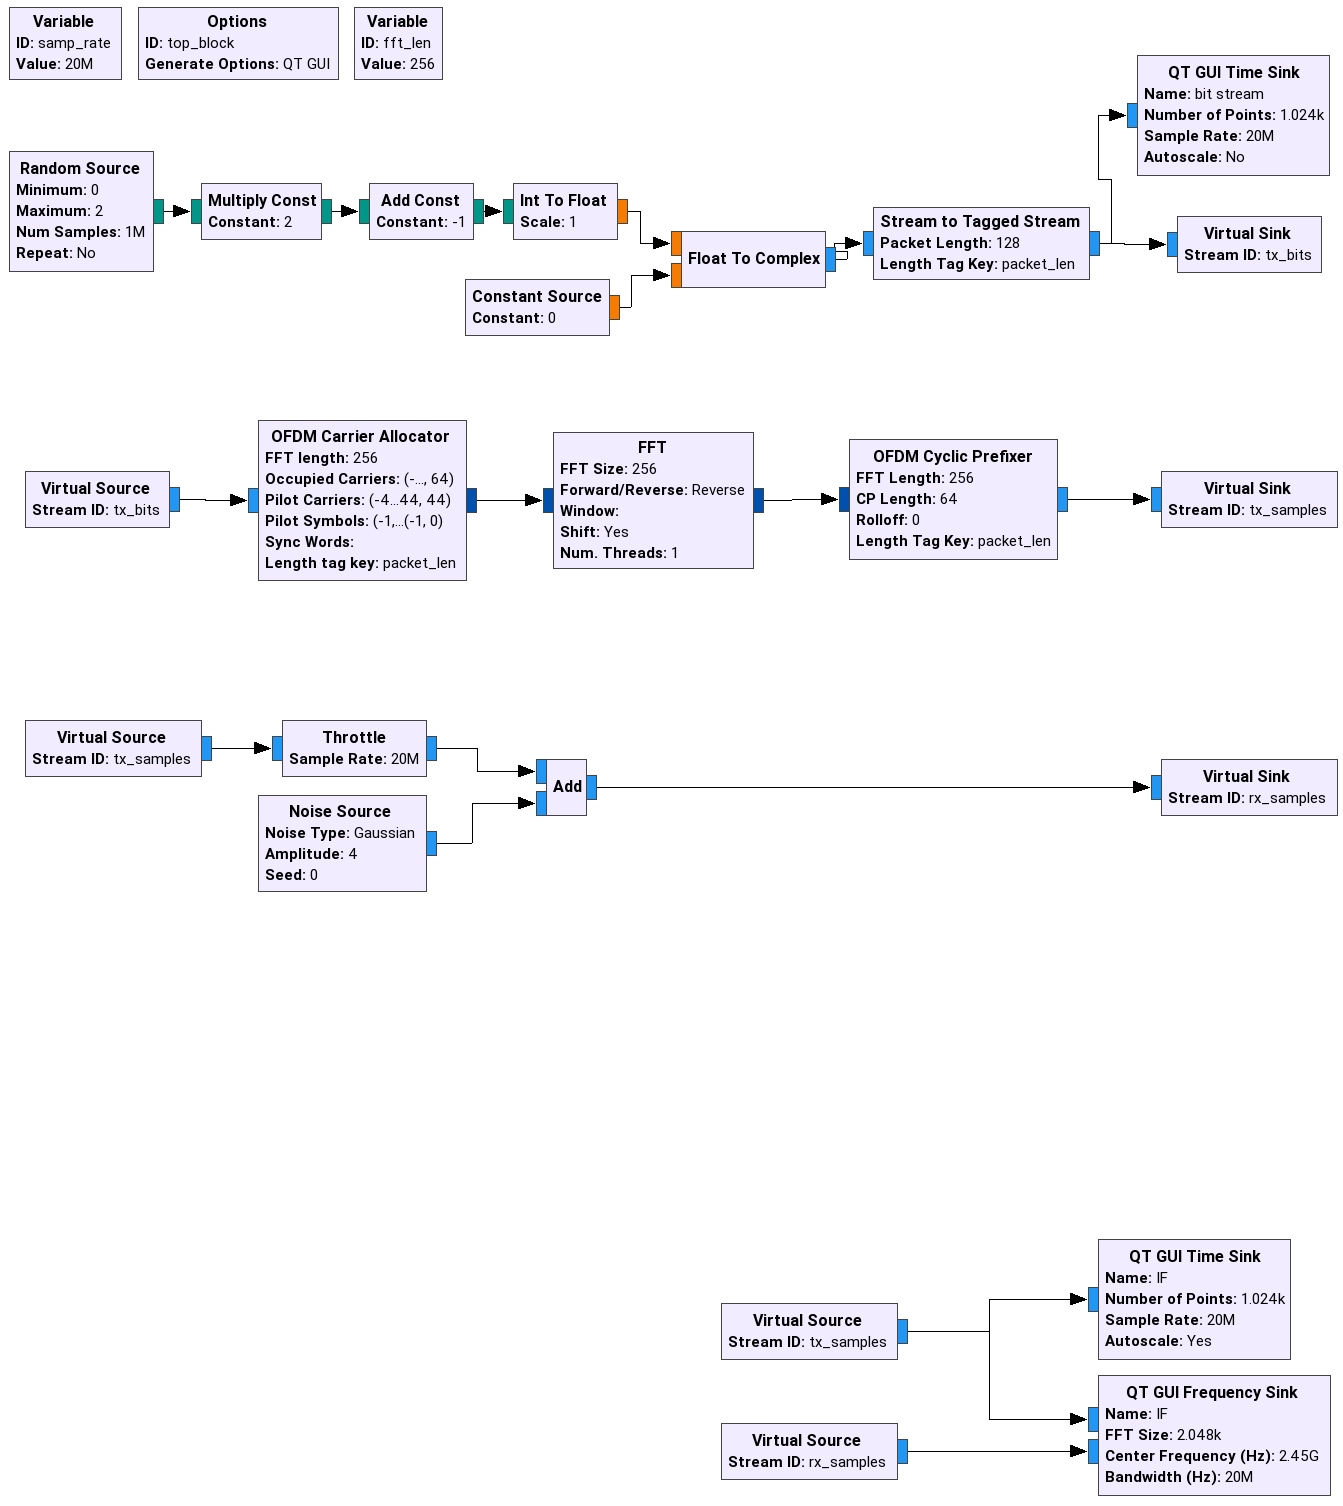 Variable
ID: samp_rate
Value: 20M
Options
ID: top_block
Generate Options: QT GUI
Variable
ID: fft_len
Value: 256
QT GUI Time Sink
Name: bit stream
Number of Points: 1.024k
Sample Rate: 20M
Autoscale: No
Random Source
Minimum: 0
Maximum: 2
Num Samples: 1M
Repeat: No
Multiply Const
Constant: 2
Add Const
Constant: -1
Int To Float
Scale: 1
Constant Source
Constant: 0
Float To Complex
Stream to Tagged Stream
Packet Length: 128
Length Tag Key: packet_len
Virtual Sink
Stream ID: tx_bits
Virtual Source
Stream ID: tx_bits
OFDM Carrier Allocator
FFT length: 256
Occupied Carriers: (-..., 64)
Pilot Carriers: (-4...44, 44)
Pilot Symbols: (-1,...(-1, 0)
Sync Words:
Length tag key: packet_len
FFT
FFT Size: 256
Forward/Reverse: Reverse
Window:
Shift: Yes
Num. Threads: 1
OFDM Cyclic Prefixer
FFT Length: 256
CP Length: 64
Rolloff: 0
Length Tag Key: packet_len
Virtual Sink
Stream ID: tx_samples
Virtual Source
Stream ID: tx_samples
Throttle
Sample Rate: 20M
Noise Source
Noise Type: Gaussian
Amplitude: 4
Seed: 0
Add
Virtual Sink
Stream ID: rx_samples
Virtual Source
Stream ID: tx_samples
QT GUI Time Sink
Name: IF
Number of Points: 1.024k
Sample Rate: 20M
Autoscale: Yes
Virtual Source
Stream ID: rx_samples
QT GUI Frequency Sink
Name: IF
FFT Size: 2.048k
Center Frequency (Hz): 2.45G
Bandwidth (Hz): 20M